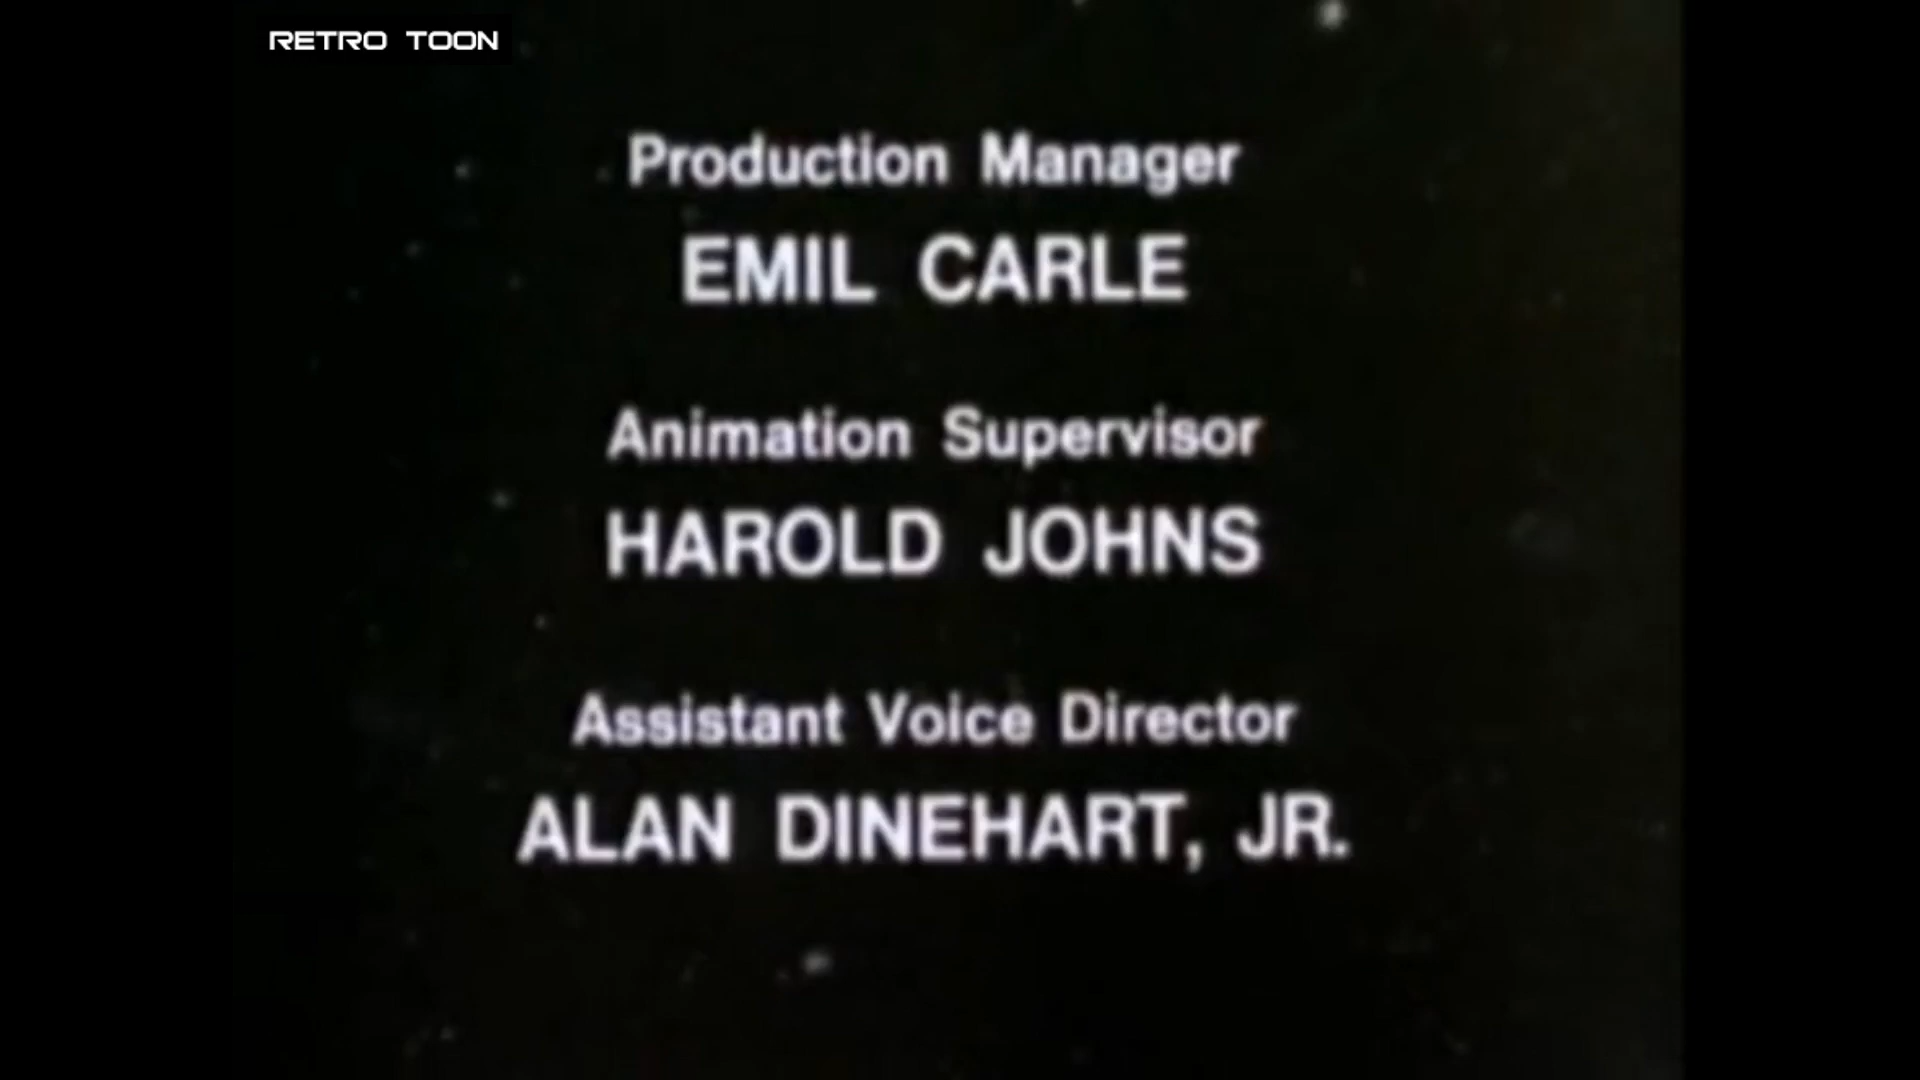 RETRO TOON
Production Manager
EMIL CARLE
Animation Supervisor
HAROLD JOHNS
Assistant Voice Director
ALAN DINEHART, JR.